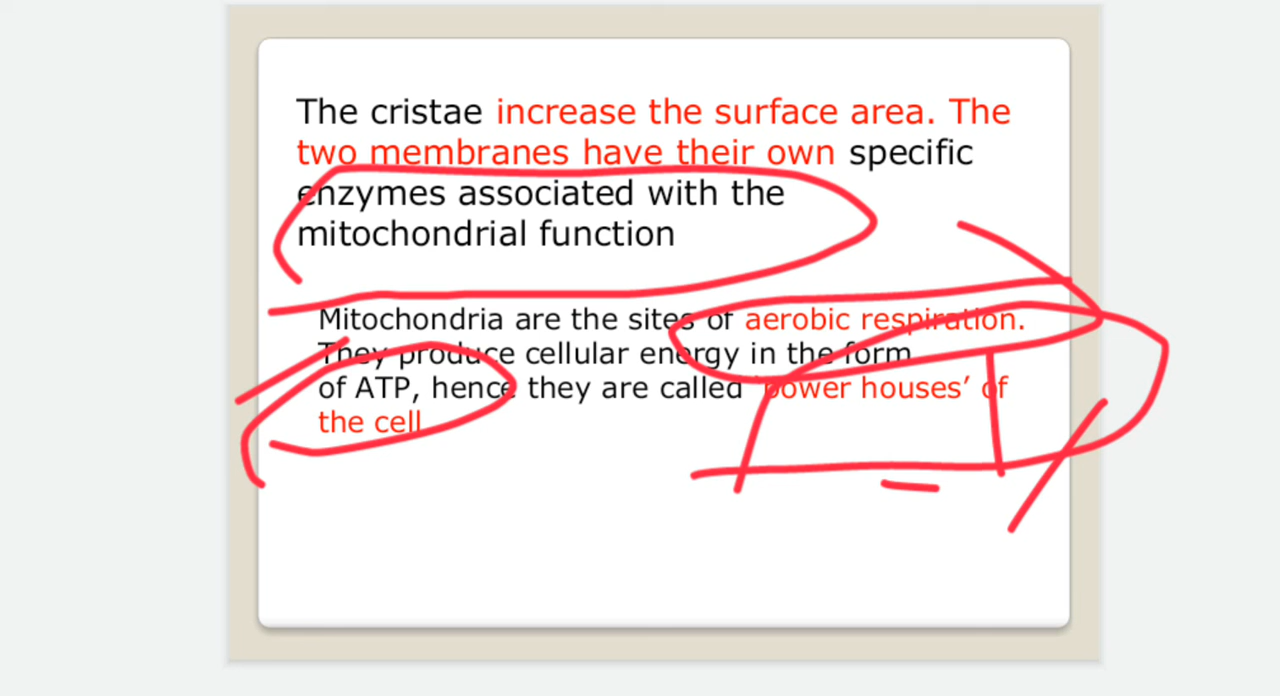 The cristae increase the surface area. The
two membranes have their own specific
enzymes associated with the
mitochondrial function
Mitochondria are the sites of aerobic respiration.
They produce cellular energy in the form
of ATP, hence they are called ‘power houses’ of
the cell